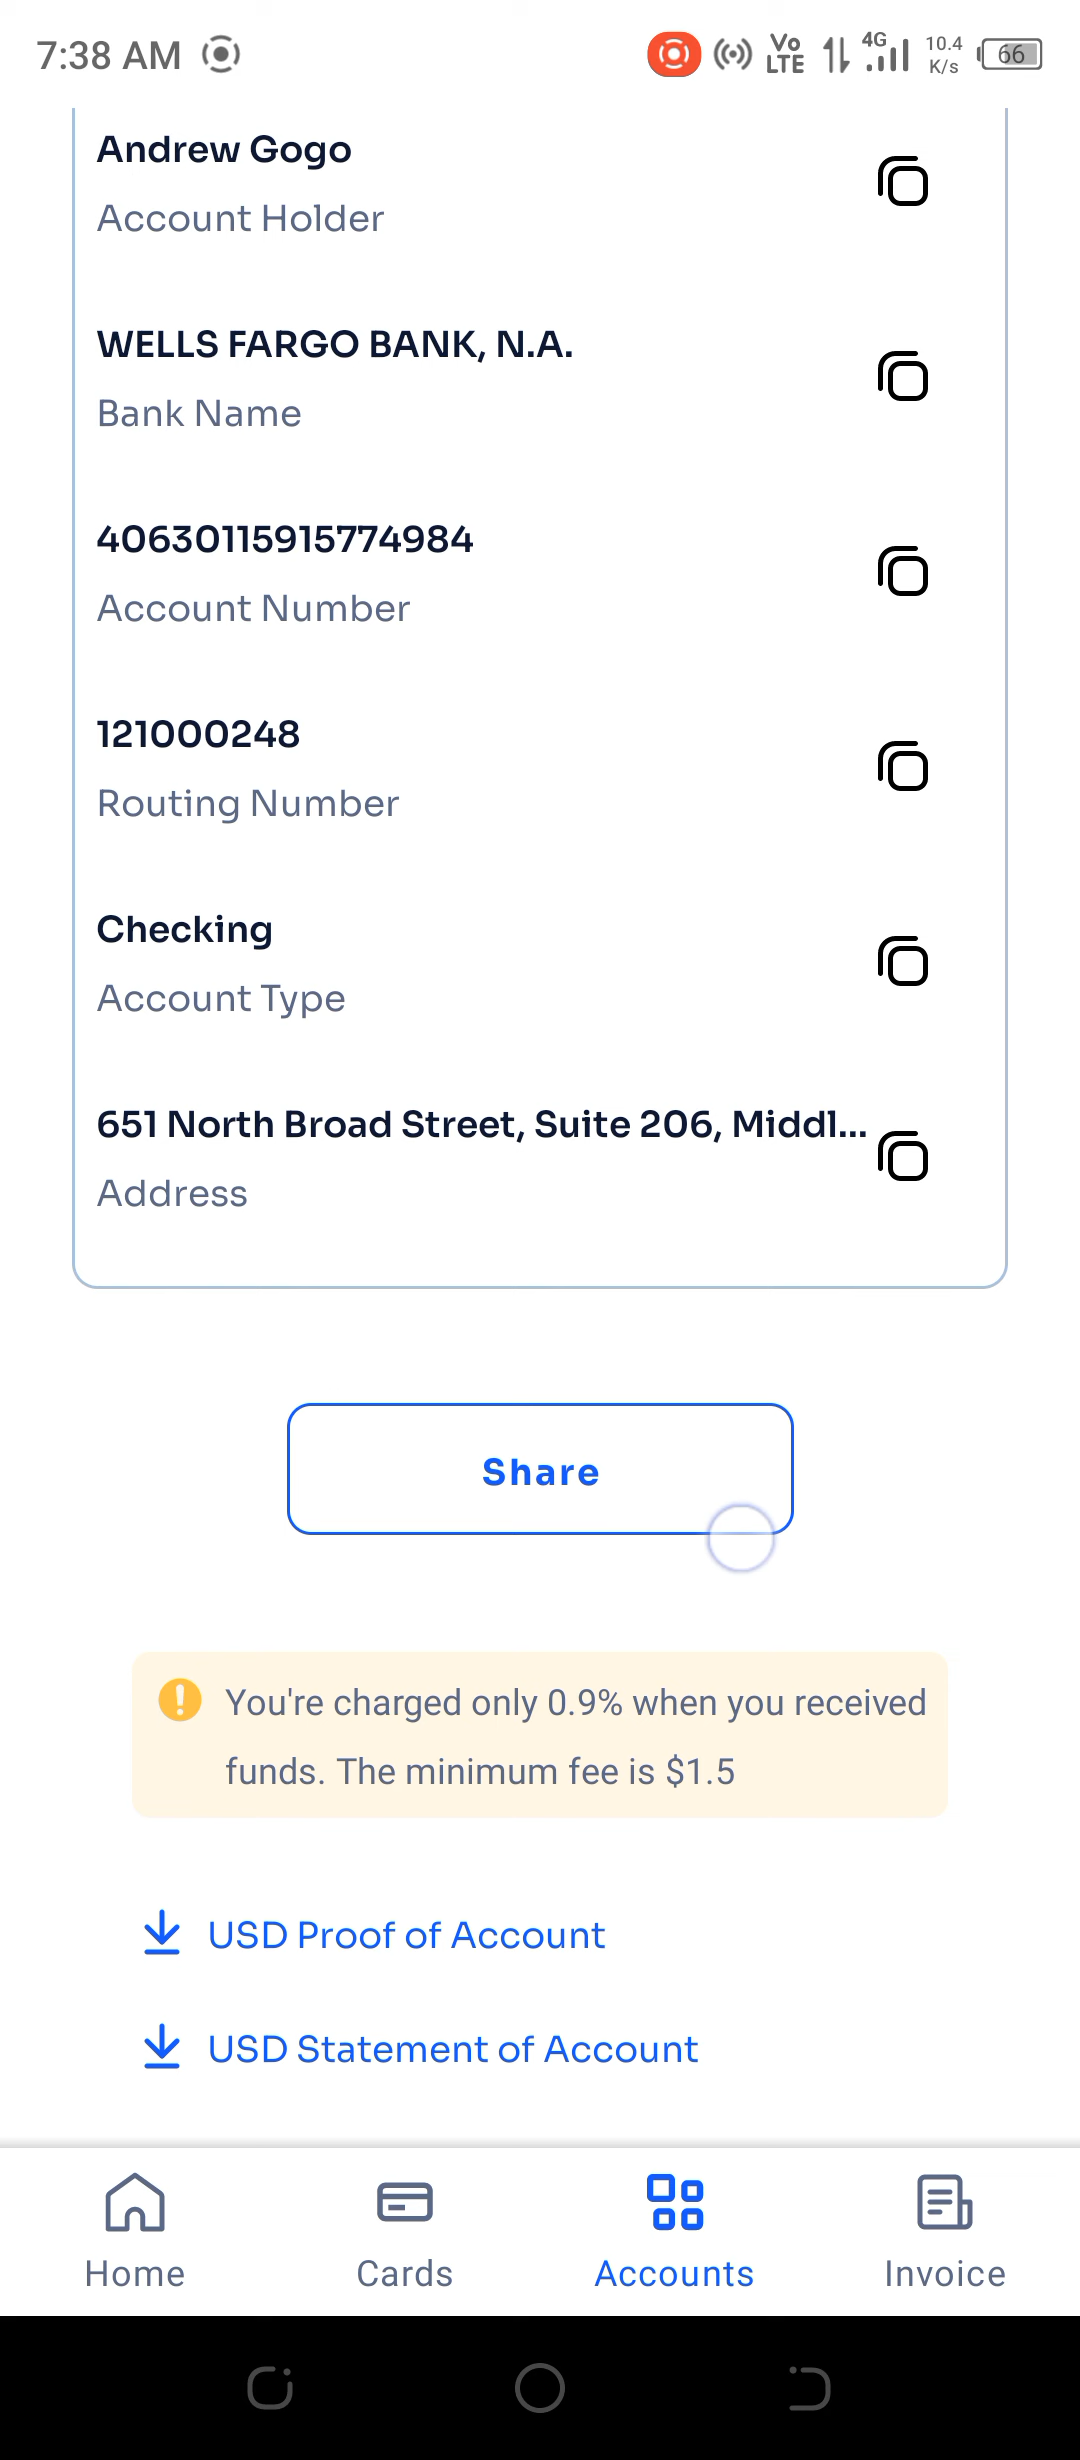 7:38 AM
Vo LTE 4G 10.4 K/s 66
Andrew Gogo
Account Holder
WELLS FARGO BANK, N.A.
Bank Name
40630115915774984
Account Number
121000248
Routing Number
Checking
Account Type
651 North Broad Street, Suite 206, Middl...
Address
Share
You're charged only 0.9% when you received
funds. The minimum fee is $1.5
USD Proof of Account
USD Statement of Account
Home
Cards
Accounts
Invoice